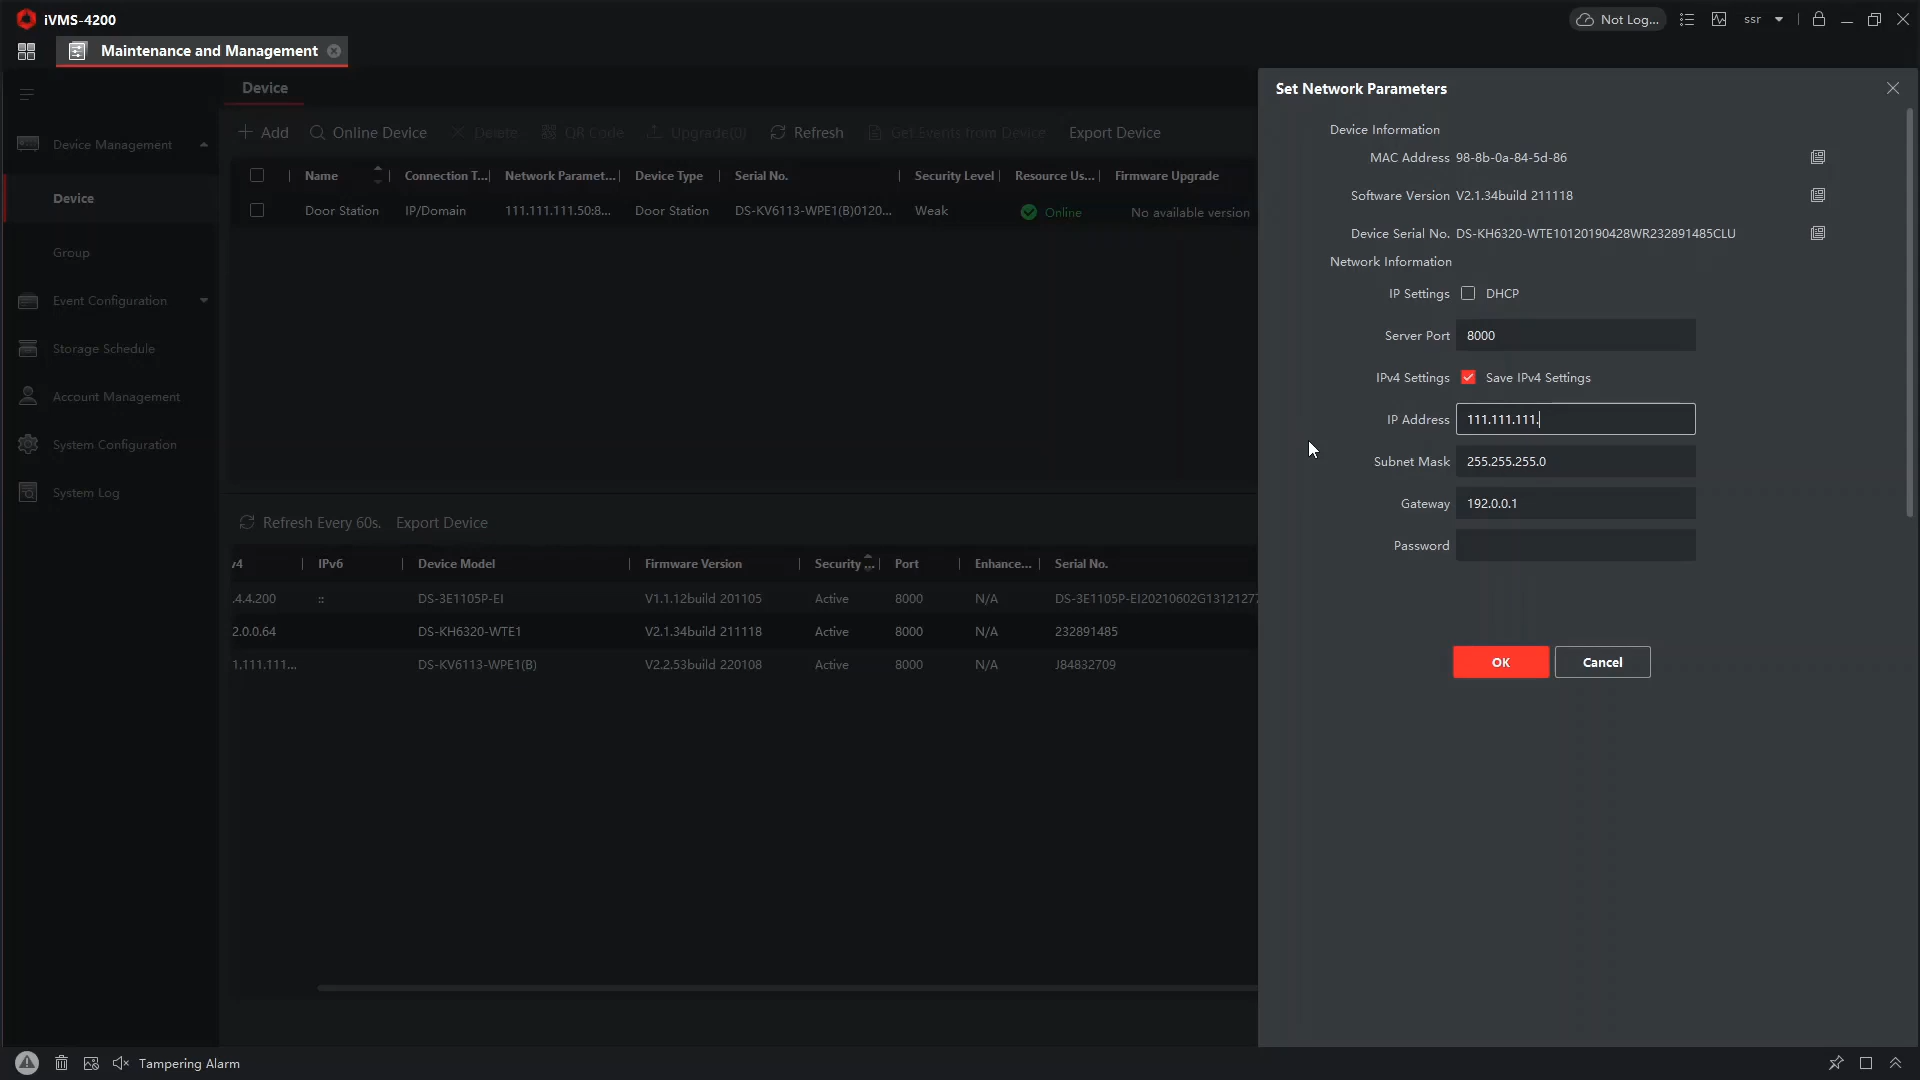 iVMS-4200
Not Log...
ssr
Maintenance and Management
Device
Set Network Parameters
Add
Online Device
Delete
QR Code
Upgrade(0)
Refresh
Get Events from Device
Export Device
Device Management
Device
Group
Event Configuration
Storage Schedule
Account Management
System Configuration
System Log
Name Connection T... Network Paramet... Device Type Serial No. Security Level Resource Us... Firmware Upgrade
Door Station IP/Domain 111.111.111.50:8... Door Station DS-KV6113-WPE1(B)0120... Weak Online No available version
Refresh Every 60s. Export Device
v4 IPv6 Device Model Firmware Version Security ... Port Enhance... Serial No.
.4.4.200 :: DS-3E1105P-EI V1.1.12build 201105 Active 8000 N/A DS-3E1105P-EI20210602G1312127
2.0.0.64 DS-KH6320-WTE1 V2.1.34build 211118 Active 8000 N/A 232891485
1.111.111... DS-KV6113-WPE1(B) V2.2.53build 220108 Active 8000 N/A J84832709
Device Information
MAC Address 98-8b-0a-84-5d-86
Software Version V2.1.34build 211118
Device Serial No. DS-KH6320-WTE10120190428WR232891485CLU
Network Information
IP Settings DHCP
Server Port 8000
IPv4 Settings Save IPv4 Settings
IP Address 111.111.111.
Subnet Mask 255.255.255.0
Gateway 192.0.0.1
Password
OK Cancel
Tampering Alarm